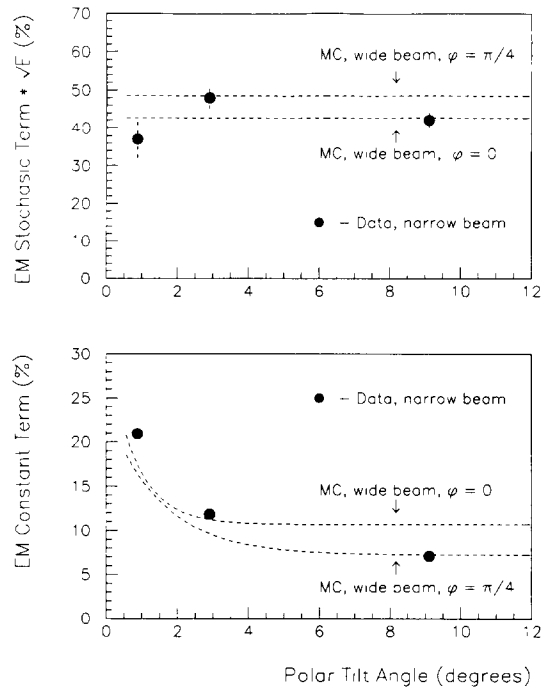 EM Stochasic Term * √E (%)
70
60
50
40
30
20
10
0
MC, wide beam, φ = π/4
↓
↑
MC, wide beam, φ = 0
● – Data, narrow beam
0 2 4 6 8 10 12
EM Constant Term (%)
30
25
20
15
10
5
0
● – Data, narrow beam
MC, wide beam, φ = 0
↓
↑
MC, wide beam, φ = π/4
0 2 4 6 8 10 12
Polar Tilt Angle (degrees)